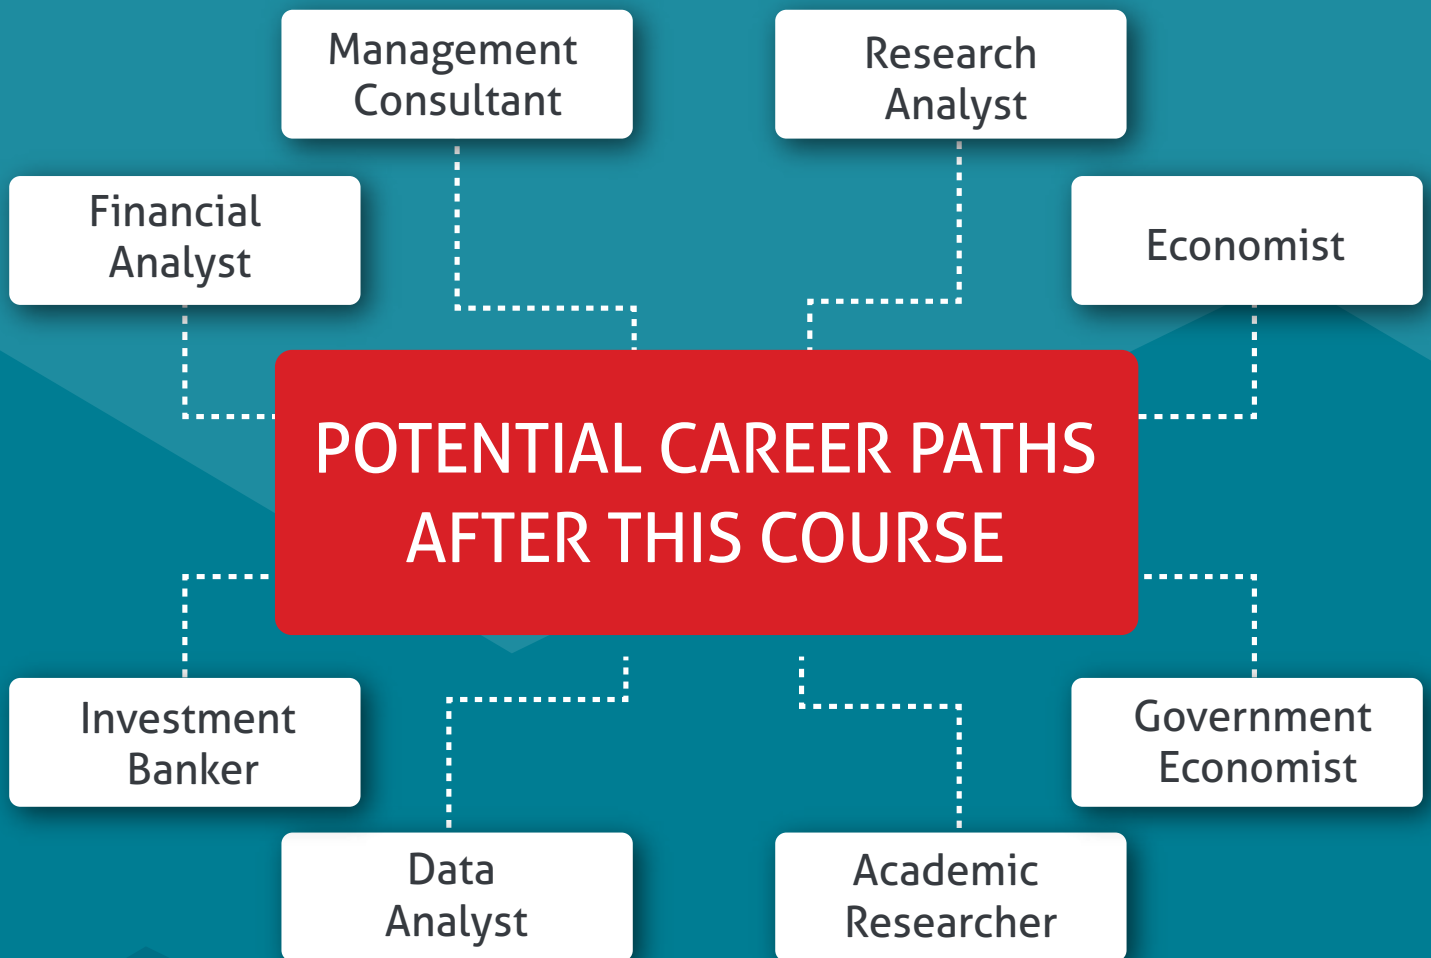 Management
Consultant
Research
Analyst
Financial
Analyst
Economist
POTENTIAL CAREER PATHS
AFTER THIS COURSE
Investment
Banker
Government
Economist
Data
Analyst
Academic
Researcher